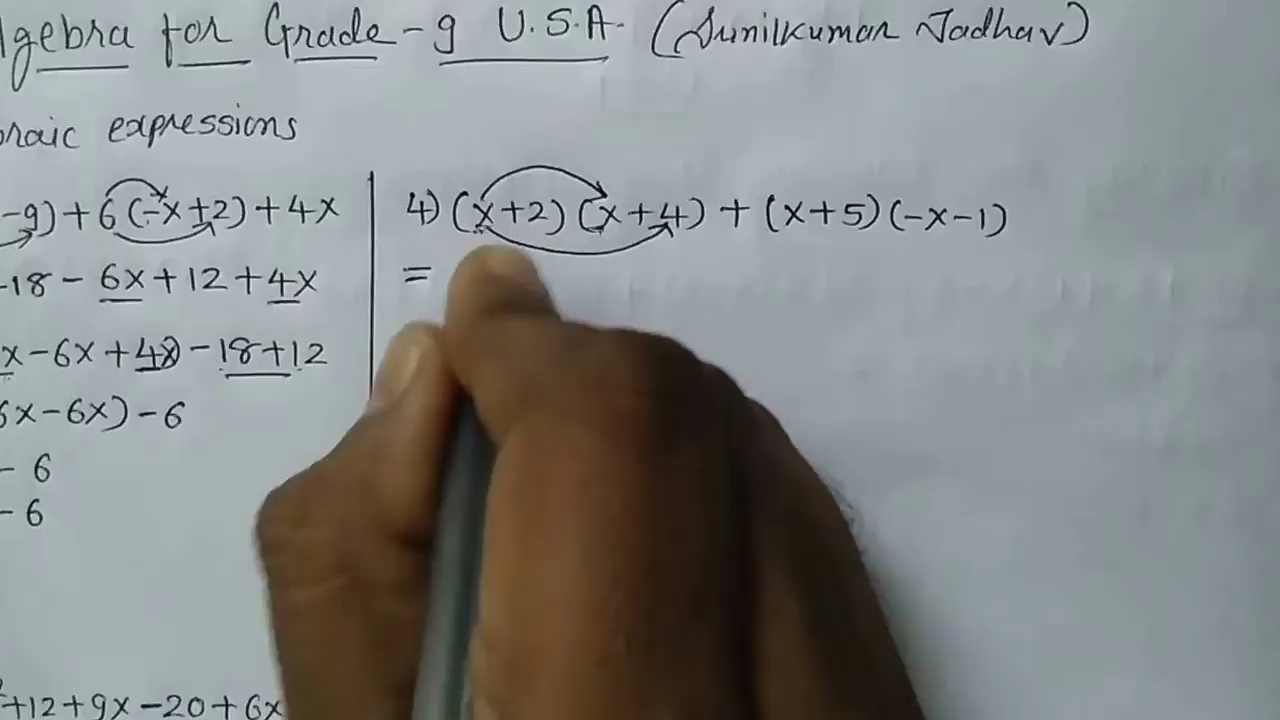 lgebra for Grade-9 U.S.A. (Sunilkumar Jadhav)
braic expressions
-9)+6(-x+2)+4x
-18-6x+12+4x
x-6x+4x-18+12
6x-6x)-6
-6
-6
+12+9x-20+6x
4)(x+2)(x+4)+(x+5)(-x-1)
=